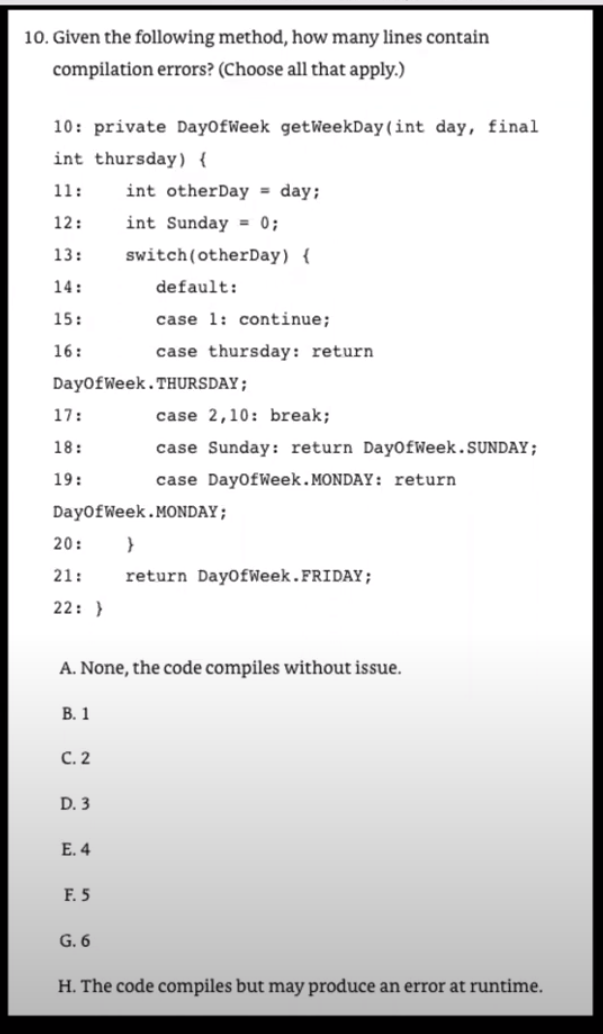 10. Given the following method, how many lines contain
compilation errors? (Choose all that apply.)
10: private DayOfWeek getWeekDay(int day, final
int thursday) {
11:    int otherDay = day;
12:    int Sunday = 0;
13:    switch(otherDay) {
14:       default:
15:       case 1: continue;
16:       case thursday: return
DayOfWeek.THURSDAY;
17:       case 2,10: break;
18:       case Sunday: return DayOfWeek.SUNDAY;
19:       case DayOfWeek.MONDAY: return
DayOfWeek.MONDAY;
20:    }
21:    return DayOfWeek.FRIDAY;
22: }
A. None, the code compiles without issue.
B. 1
C. 2
D. 3
E. 4
F. 5
G. 6
H. The code compiles but may produce an error at runtime.